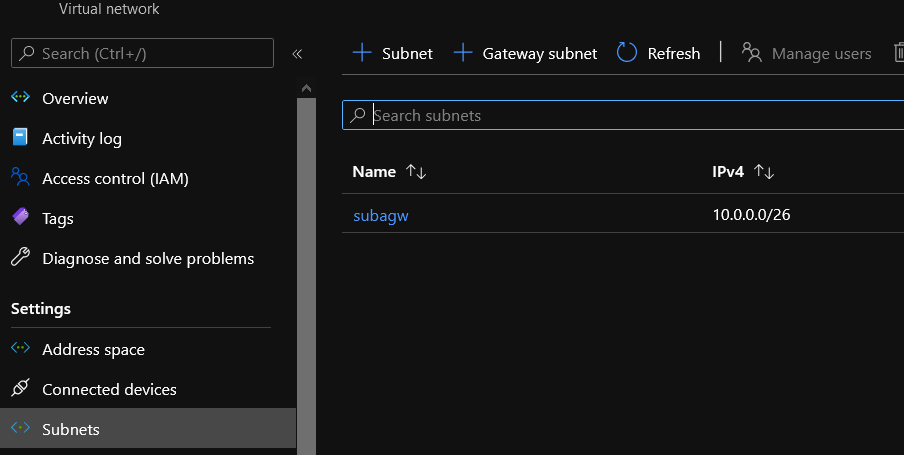 Virtual network
Search (Ctrl+/)
«
Overview
Activity log
Access control (IAM)
Tags
Diagnose and solve problems
Settings
Address space
Connected devices
Subnets
+ Subnet + Gateway subnet Refresh | Manage users
Search subnets
Name ↑↓ IPv4 ↑↓
subagw 10.0.0.0/26